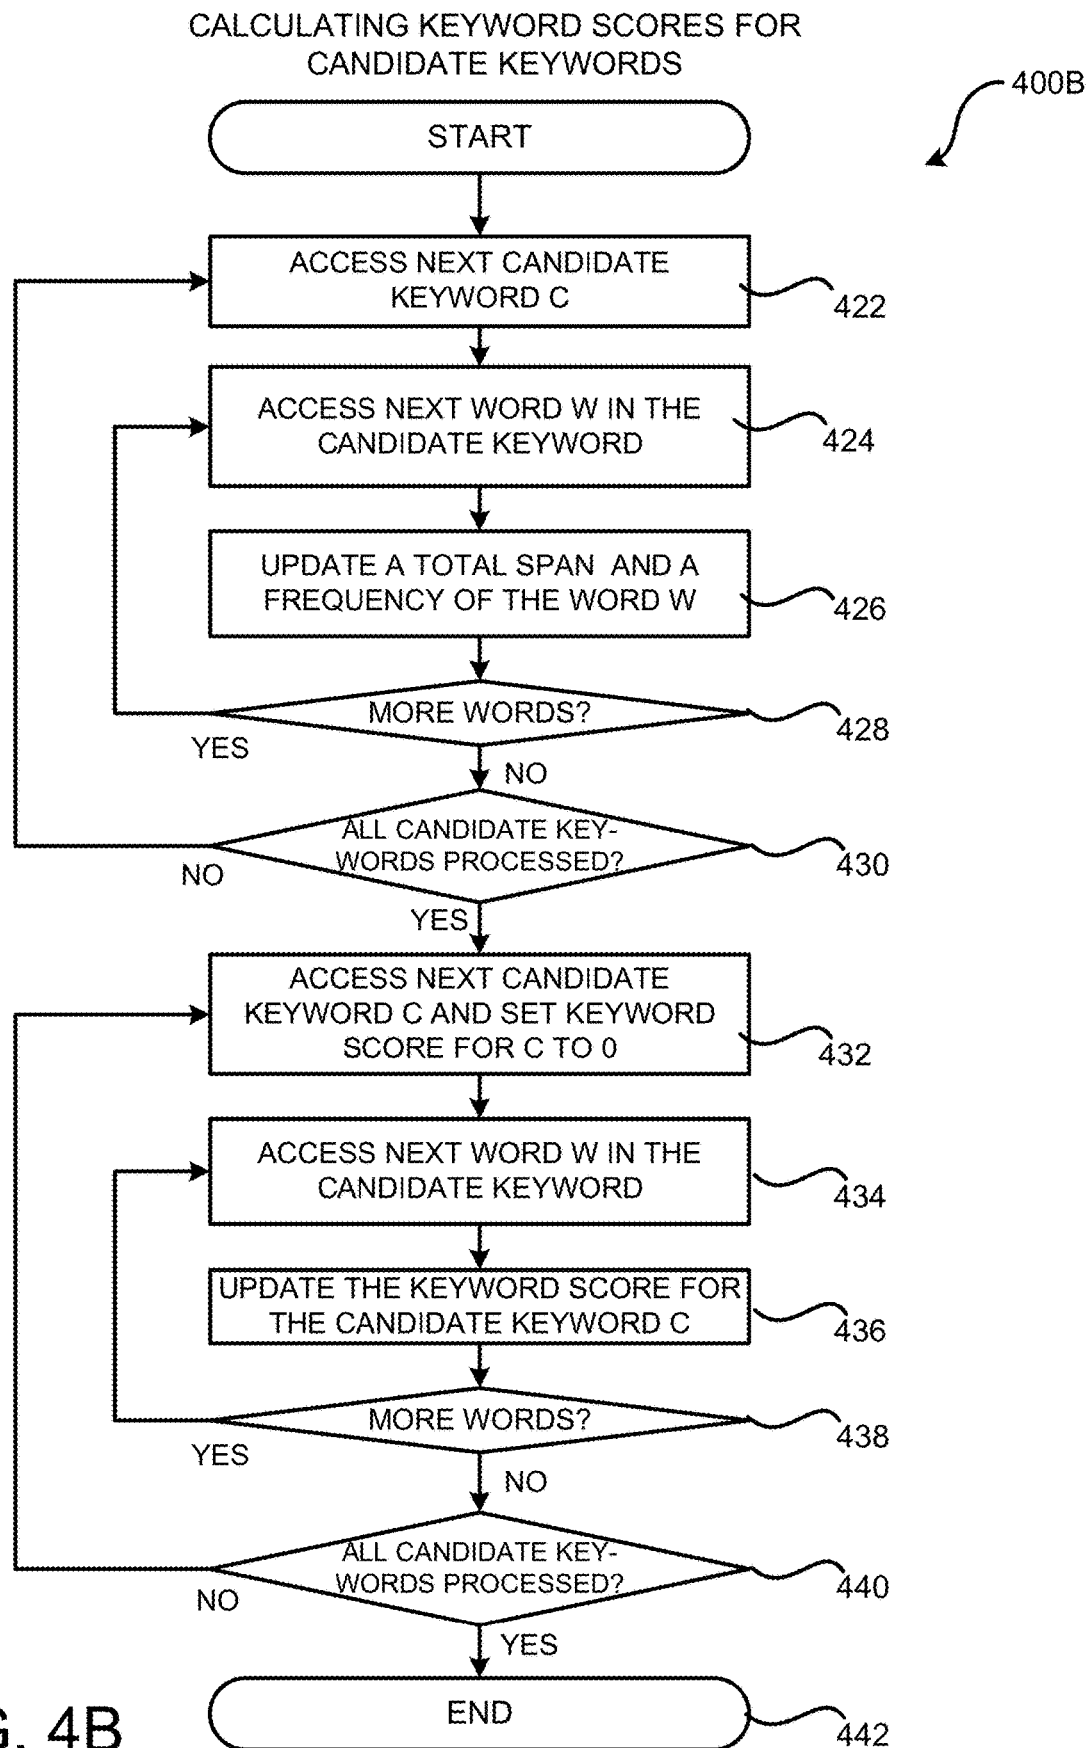 CALCULATING KEYWORD SCORES FOR
CANDIDATE KEYWORDS
400B
START
ACCESS NEXT CANDIDATE
KEYWORD C
422
ACCESS NEXT WORD W IN THE
CANDIDATE KEYWORD
424
UPDATE A TOTAL SPAN AND A
FREQUENCY OF THE WORD W
426
MORE WORDS?
428
YES
NO
ALL CANDIDATE KEY-
WORDS PROCESSED?
430
NO
YES
ACCESS NEXT CANDIDATE
KEYWORD C AND SET KEYWORD
SCORE FOR C TO 0
432
ACCESS NEXT WORD W IN THE
CANDIDATE KEYWORD
434
UPDATE THE KEYWORD SCORE FOR
THE CANDIDATE KEYWORD C
436
MORE WORDS?
438
YES
NO
ALL CANDIDATE KEY-
WORDS PROCESSED?
440
NO
YES
END
442
G. 4B